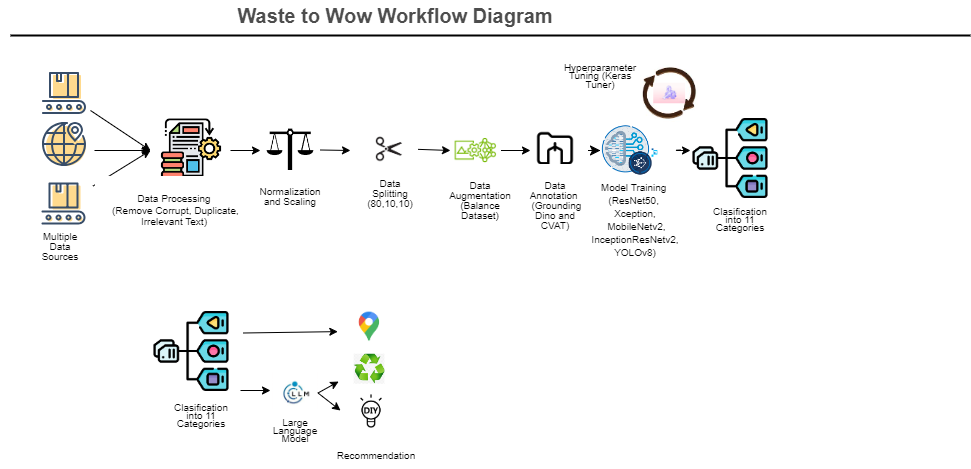 Waste to Wow Workflow Diagram
Hyperparameter
Tuning (Keras
Tuner)
Multiple
Data
Sources
Data Processing
(Remove Corrupt, Duplicate,
Irrelevant Text)
Normalization
and Scaling
Data
Splitting
(80,10,10)
Data
Augmentation
(Balance
Dataset)
Data
Annotation
(Grounding
Dino and
CVAT)
Model Training
(ResNet50,
Xception,
MobileNetv2,
InceptionResNetv2,
YOLOv8)
Clasification
into 11
Categories
Clasification
into 11
Categories
LLM
Large
Language
Model
DIY
Recommendation